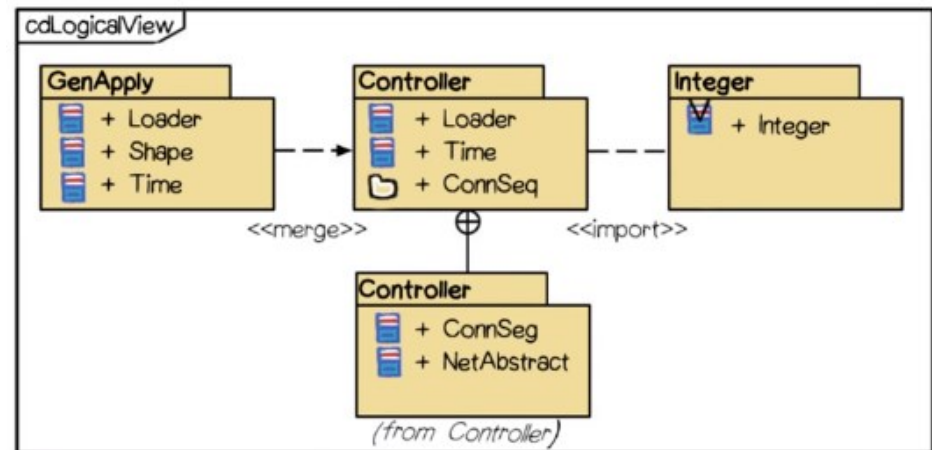 cdLogicalView
GenApply
+ Loader
+ Shape
+ Time
Controller
+ Loader
+ Time
+ ConnSeq
Integer
+ Integer
<<merge>>
<<import>>
Controller
+ ConnSeg
+ NetAbstract
(from Controller)